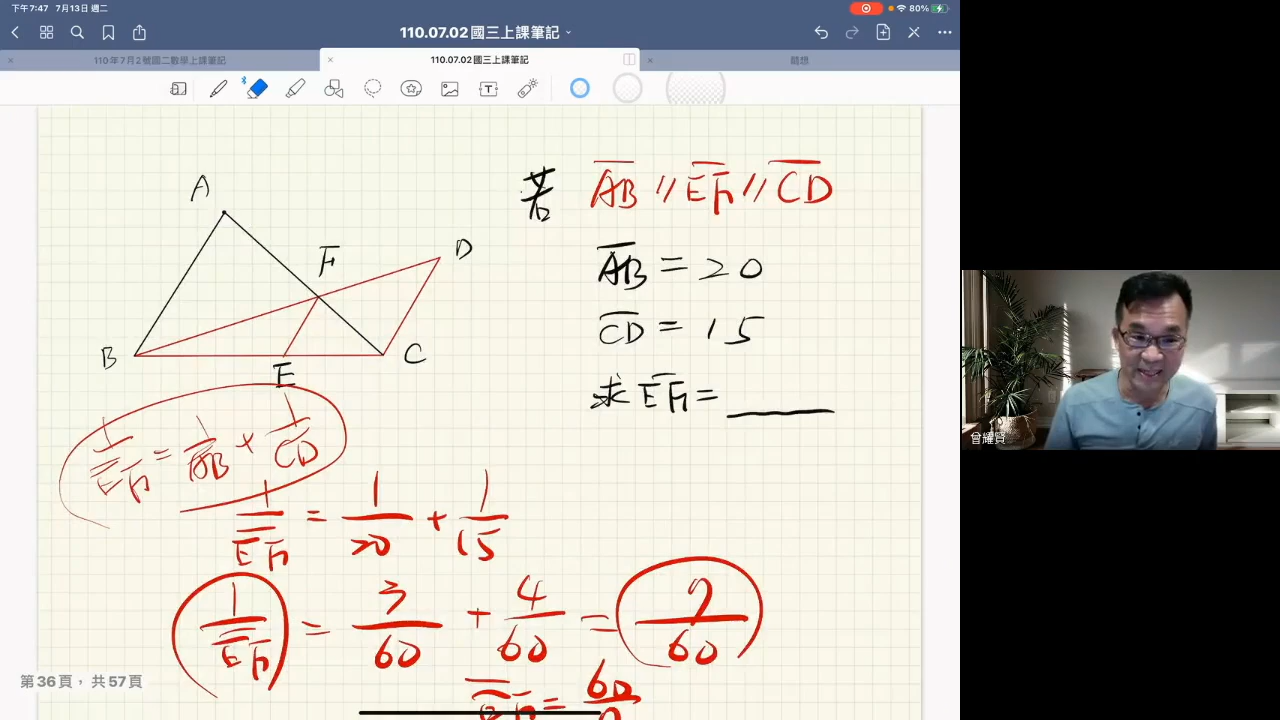 下午7:47 7月13日 週二
80%
110.07.02國三上課筆記
110年7月2號國二數學上課筆記
110.07.02國三上課筆記
T
A
F
D
B
E
C
若 AB // EF // CD
AB = 20
CD = 15
求 EF = ____
1/EF = 1/AB + 1/CD
1/EF = 1/20 + 1/15
1/EF = 3/60 + 4/60 = 7/60
EF = 60/
第36頁，共57頁
曾耀賢